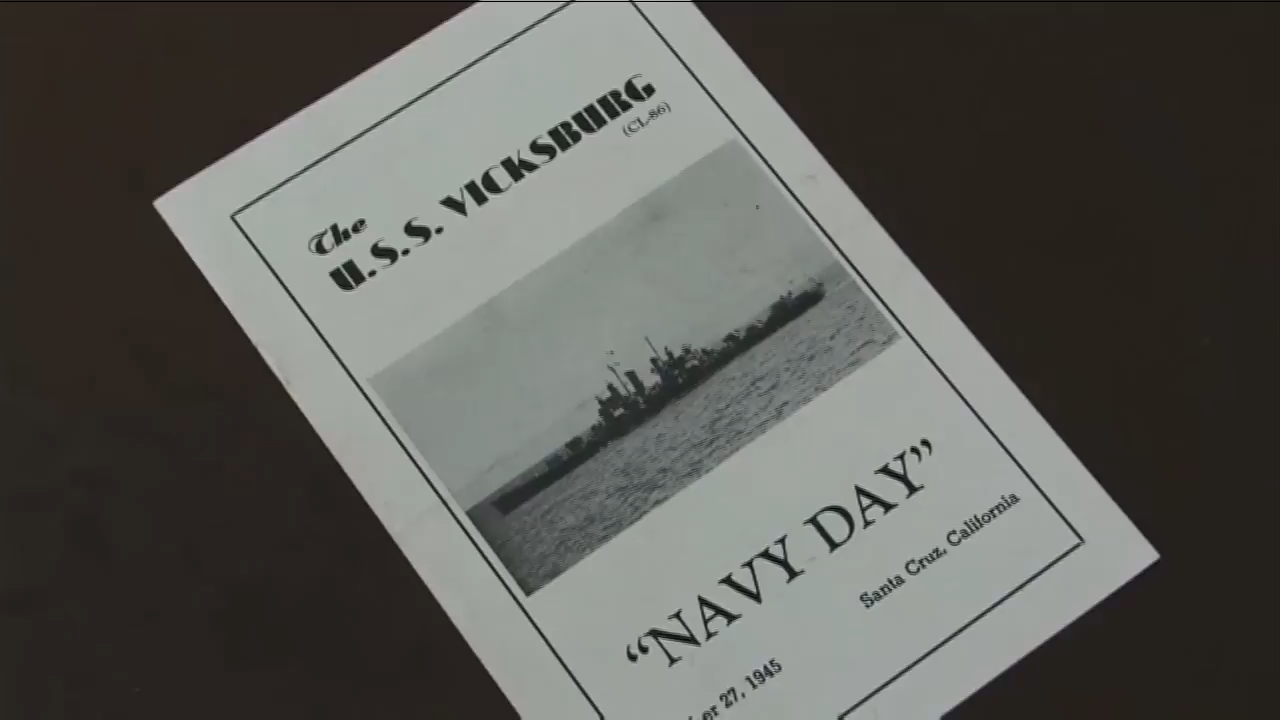 The
U.S.S. VICKSBURG
(CL-86)
“NAVY DAY”
27, 1945
Santa Cruz, California